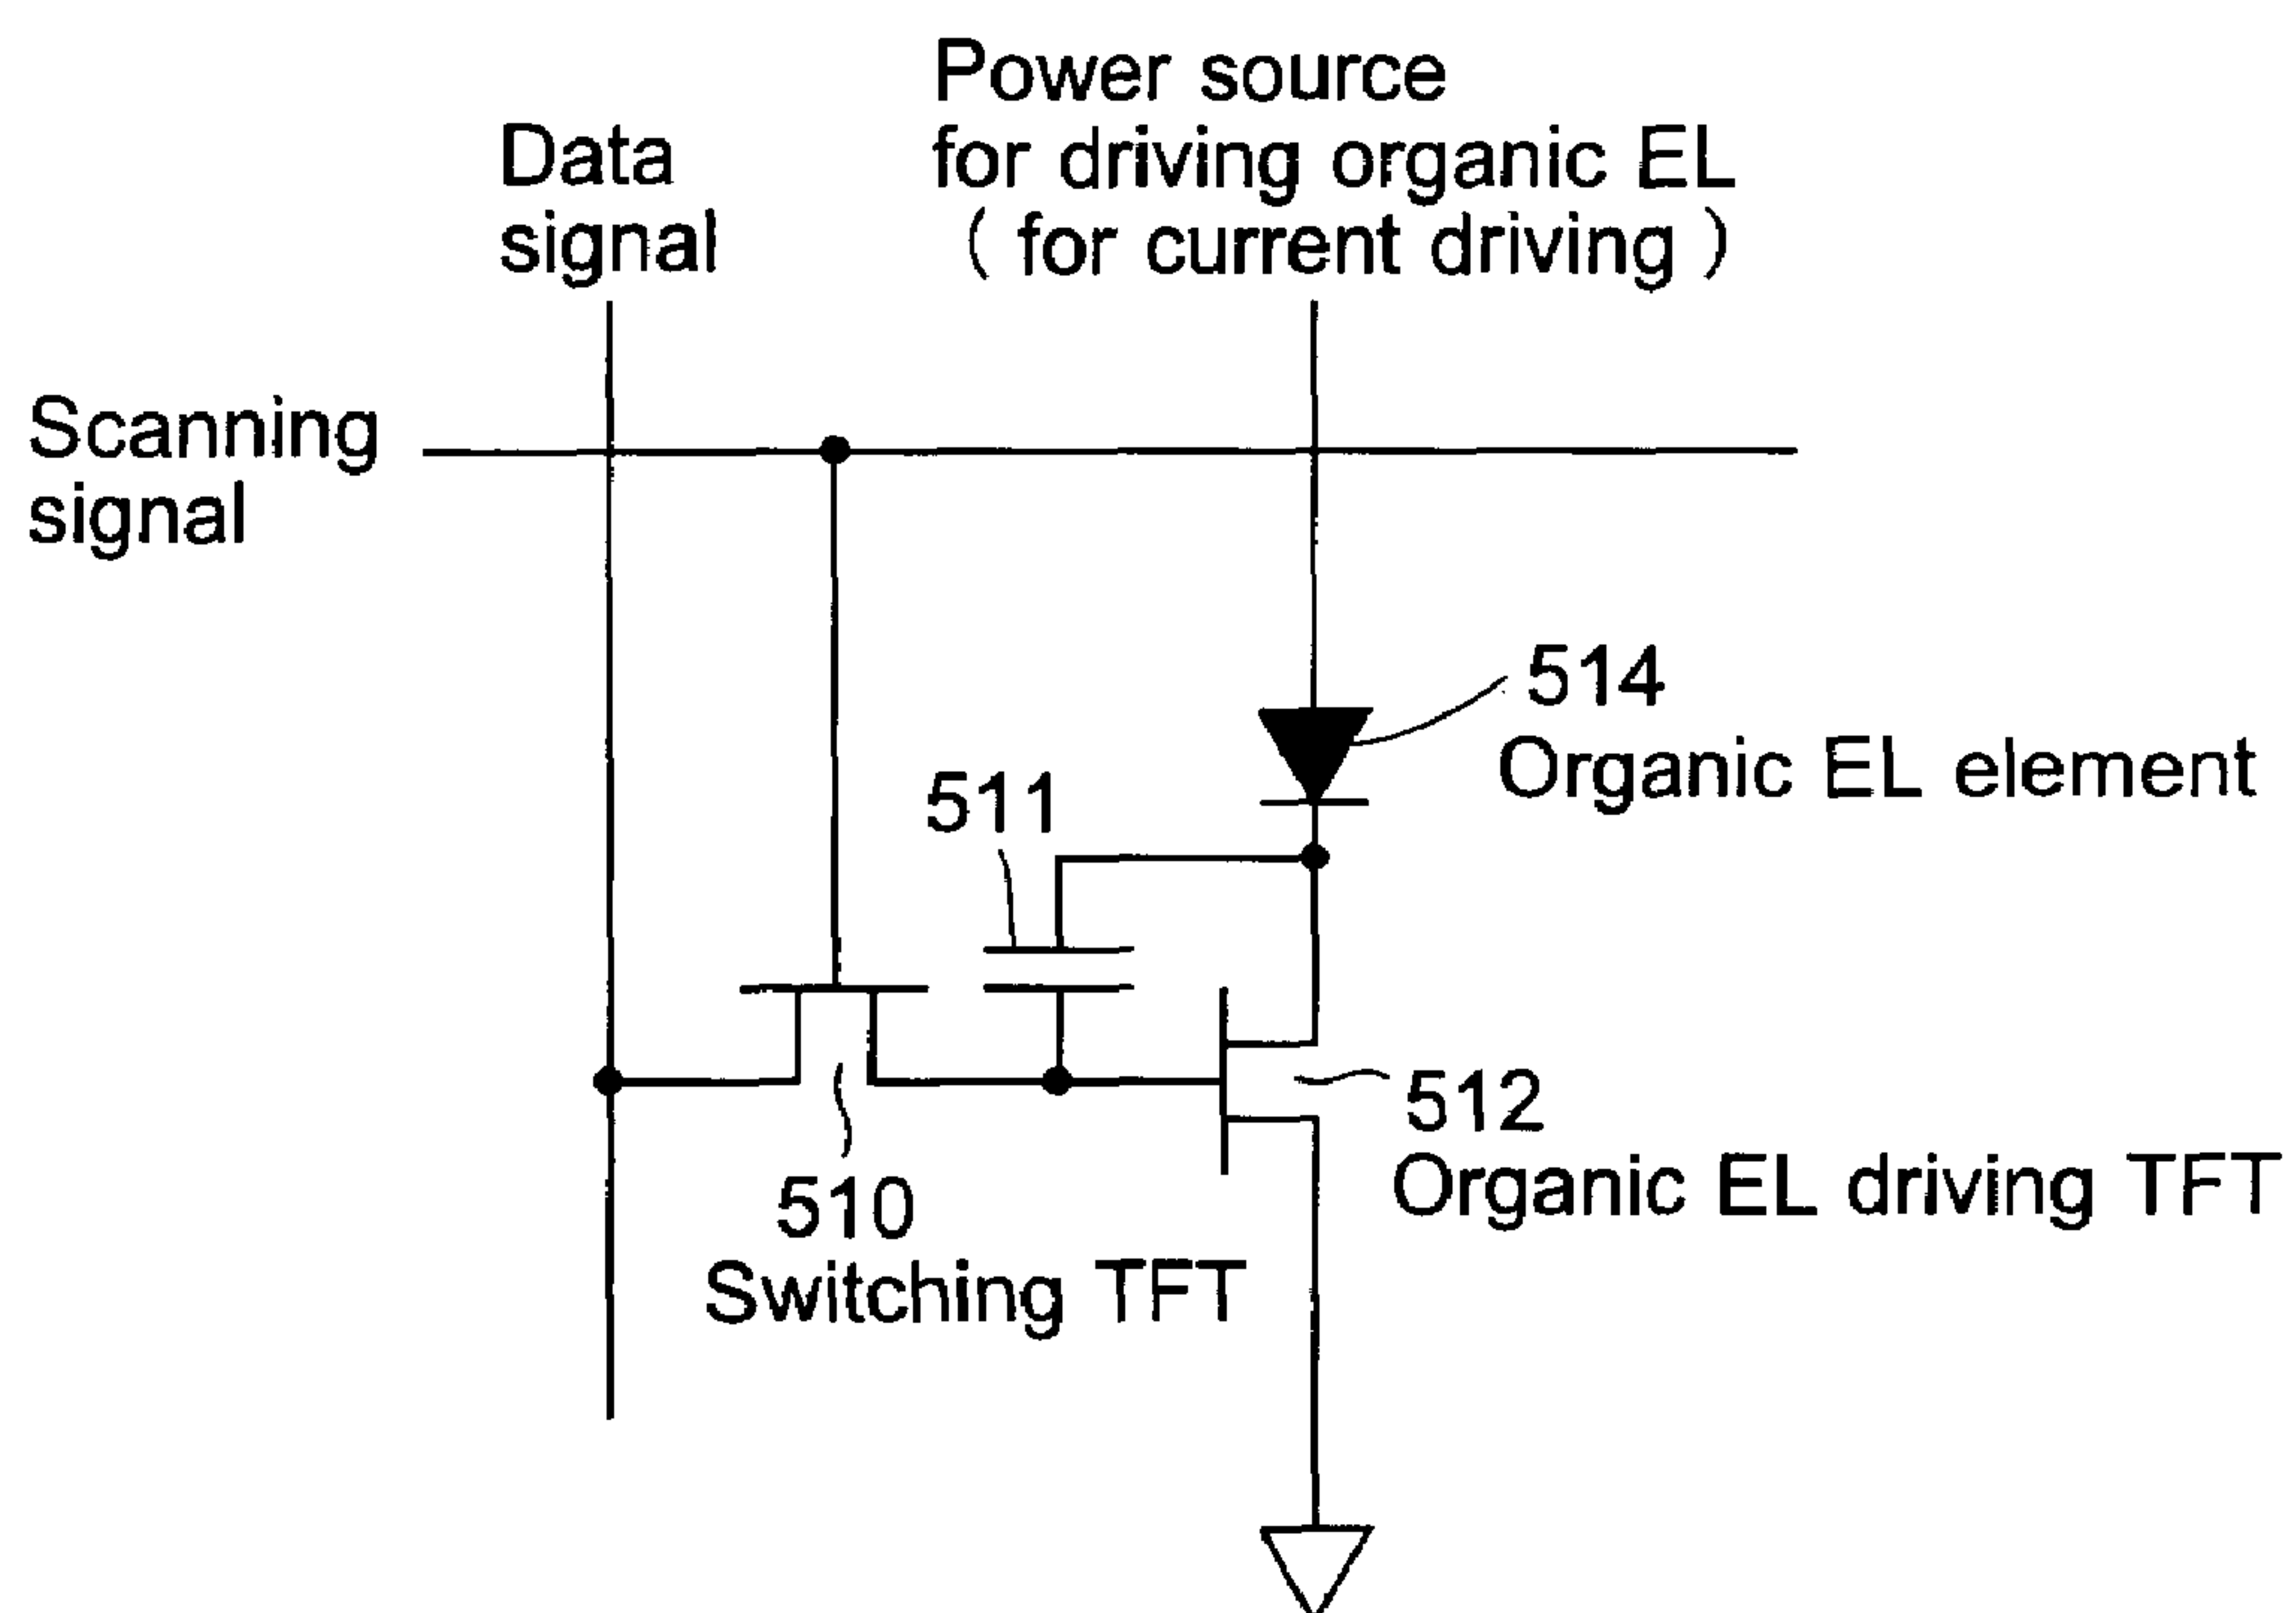 Power source
for driving organic EL
( for current driving )
Data
signal
Scanning
signal
514
Organic EL element
511
512
Organic EL driving TFT
510
Switching TFT